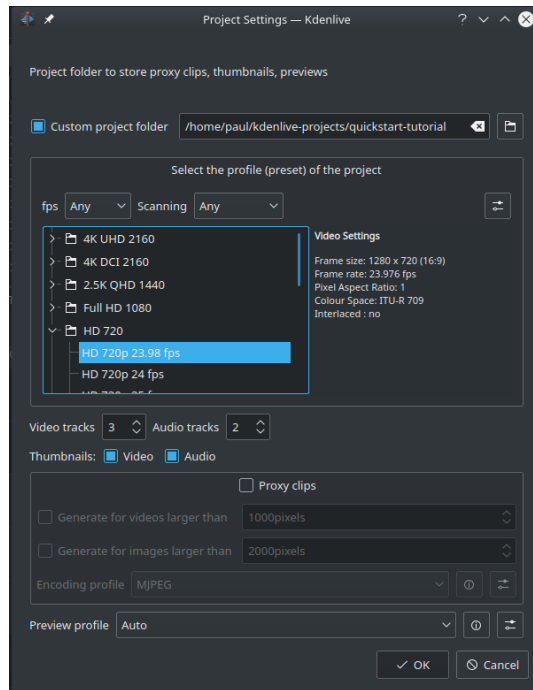 Project Settings — Kdenlive
Project folder to store proxy clips, thumbnails, previews
Custom project folder /home/paul/kdenlive-projects/quickstart-tutorial
Select the profile (preset) of the project
fps Any Scanning Any
4K UHD 2160
4K DCI 2160
2.5K QHD 1440
Full HD 1080
HD 720
HD 720p 23.98 fps
HD 720p 24 fps
Video Settings
Frame size: 1280 x 720 (16:9)
Frame rate: 23.976 fps
Pixel Aspect Ratio: 1
Colour Space: ITU-R 709
Interlaced : no
Video tracks 3 Audio tracks 2
Thumbnails: Video Audio
Proxy clips
Generate for videos larger than 1000pixels
Generate for images larger than 2000pixels
Encoding profile MJPEG
Preview profile Auto
OK Cancel